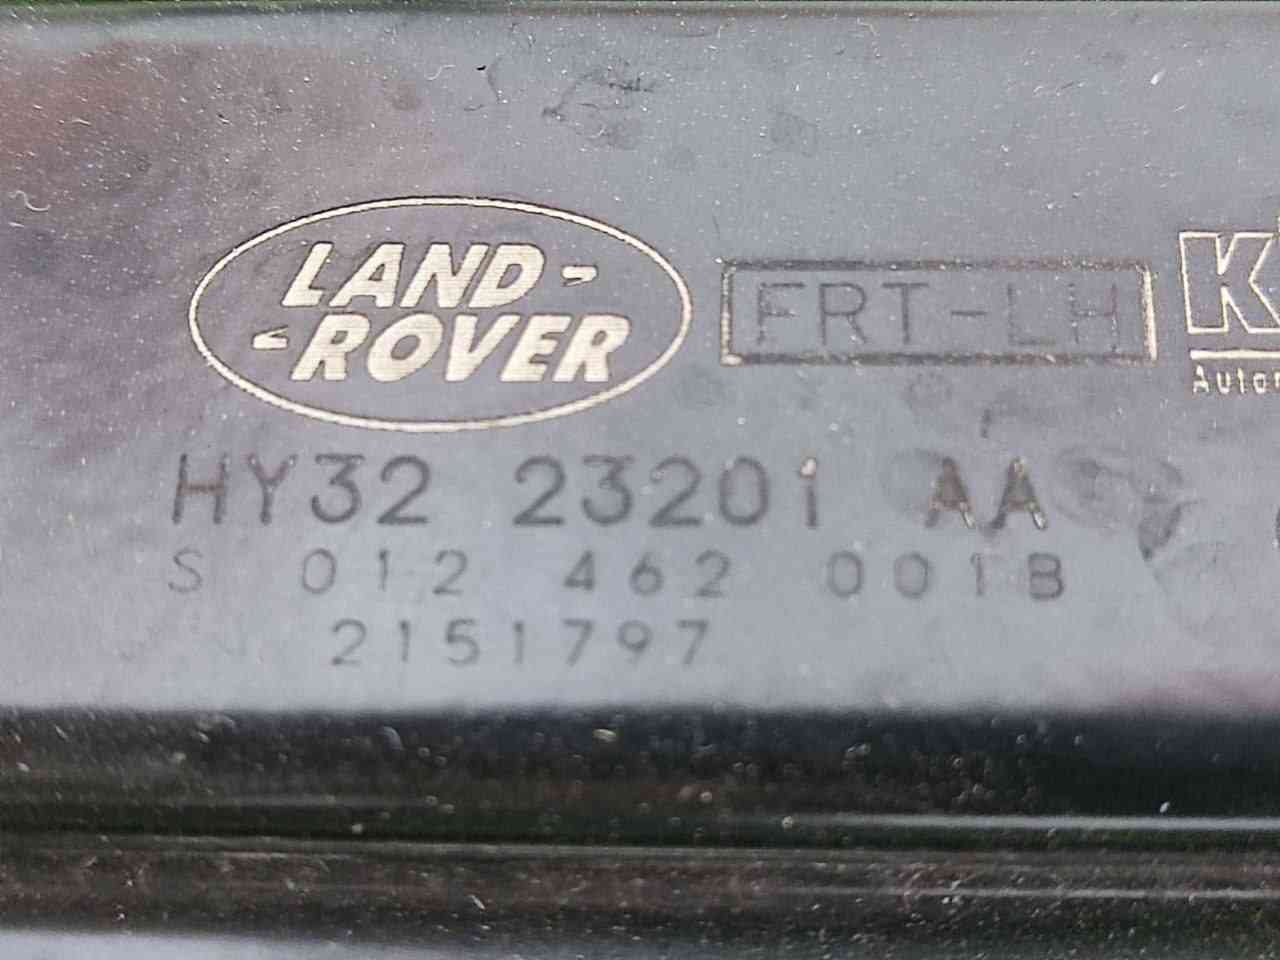 LAND-
-ROVER
FRT-LH
HY32 23201 AA
S 012 462 001B
2151797